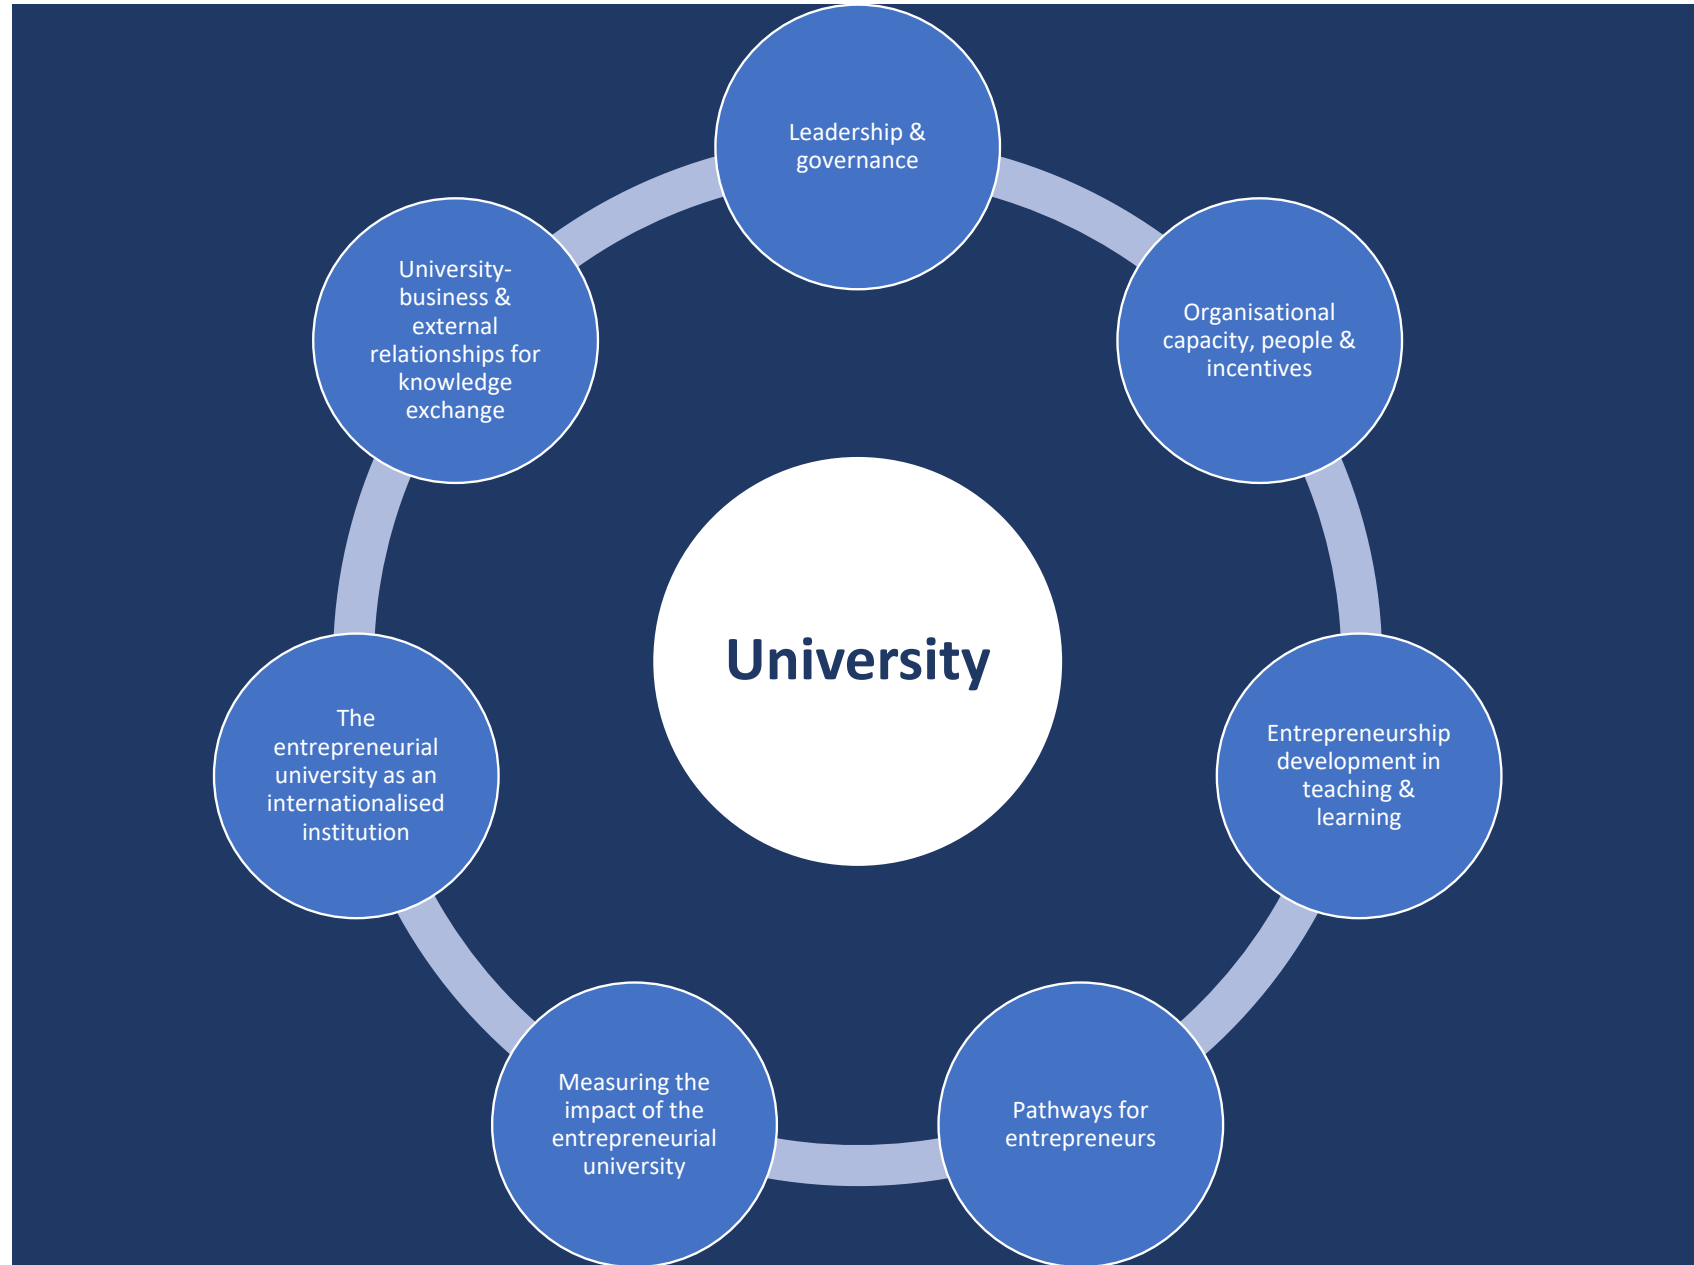 Leadership &
governance
Organisational
capacity, people &
incentives
Entrepreneurship
development in
teaching &
learning
Pathways for
entrepreneurs
Measuring the
impact of the
entrepreneurial
university
The
entrepreneurial
university as an
internationalised
institution
University-
business &
external
relationships for
knowledge
exchange
University